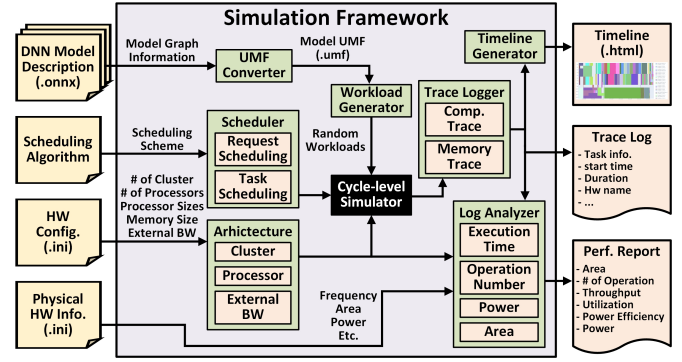 Simulation Framework
DNN Model
Description
(.onnx)
Model Graph
Information
UMF
Converter
Model UMF
(.umf)
Workload
Generator
Timeline
Generator
Timeline
(.html)
Scheduling
Algorithm
Scheduling
Scheme
Scheduler
Request
Scheduling
Task
Scheduling
Random
Workloads
Cycle-level
Simulator
Trace Logger
Comp.
Trace
Memory
Trace
Trace Log
- Task info.
- start time
- Duration
- Hw name
- ...
HW
Config.
(.ini)
# of Cluster
# of Processors
Processor Sizes
Memory Size
External BW
Arhictecture
Cluster
Processor
External
BW
Log Analyzer
Execution
Time
Operation
Number
Power
Area
Perf. Report
- Area
- # of Operation
- Throughput
- Utilization
- Power Efficiency
- Power
Physical
HW Info.
(.ini)
Frequency
Area
Power
Etc.